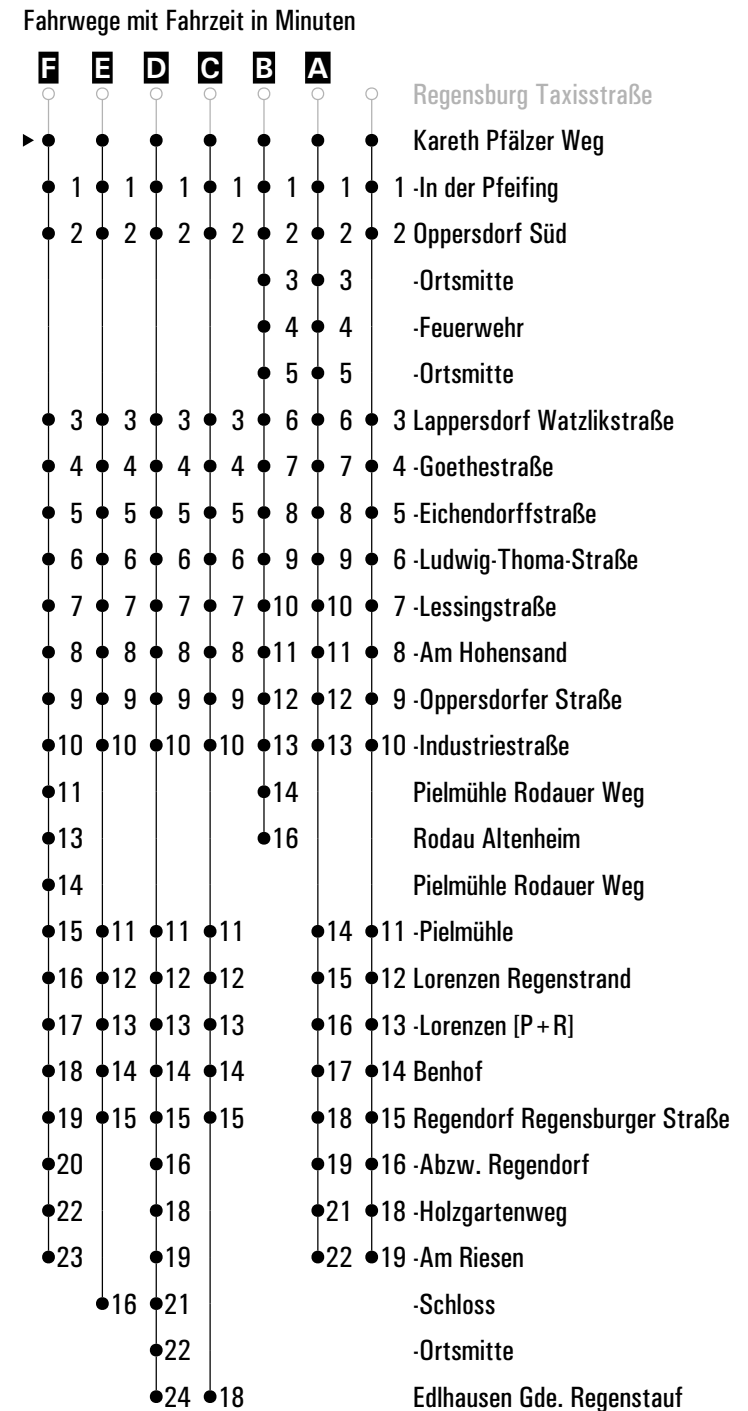 Fahrwege mit Fahrzeit in Minuten
F E D C B A
Regensburg Taxisstraße
Kareth Pfälzer Weg
1 1 1 1 1 1 1 -In der Pfeifing
2 2 2 2 2 2 2 Oppersdorf Süd
3 3 -Ortsmitte
4 4 -Feuerwehr
5 5 -Ortsmitte
3 3 3 3 6 6 3 Lappersdorf Watzlikstraße
4 4 4 4 7 7 4 -Goethestraße
5 5 5 5 8 8 5 -Eichendorffstraße
6 6 6 6 9 9 6 -Ludwig-Thoma-Straße
7 7 7 7 10 10 7 -Lessingstraße
8 8 8 8 11 11 8 -Am Hohensand
9 9 9 9 12 12 9 -Oppersdorfer Straße
10 10 10 10 13 13 10 -Industriestraße
11 14 Pielmühle Rodauer Weg
13 16 Rodau Altenheim
14 Pielmühle Rodauer Weg
15 11 11 11 14 11 -Pielmühle
16 12 12 12 15 12 Lorenzen Regenstrand
17 13 13 13 16 13 -Lorenzen [P+R]
18 14 14 14 17 14 Benhof
19 15 15 15 18 15 Regendorf Regensburger Straße
20 16 19 16 -Abzw. Regendorf
22 18 21 18 -Holzgartenweg
23 19 22 19 -Am Riesen
16 21 -Schloss
22 -Ortsmitte
24 18 Edlhausen Gde. Regenstauf